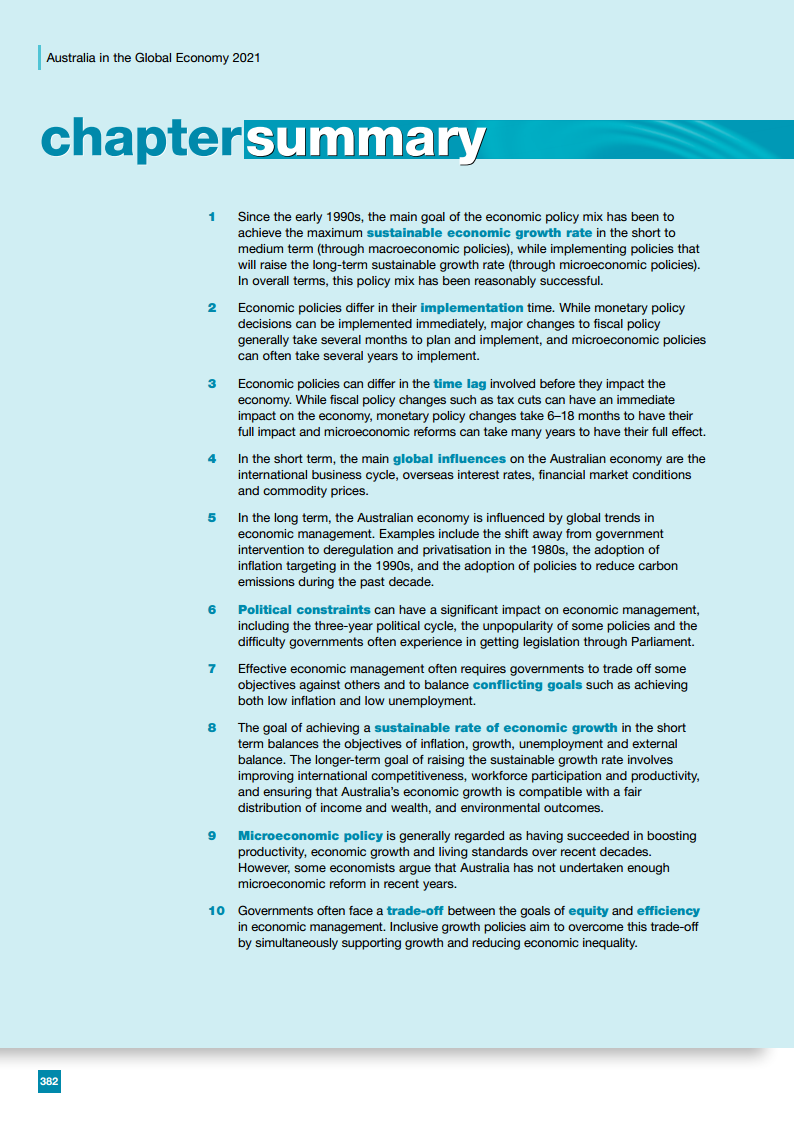 Australia in the Global Economy 2021
chapter summary
1 Since the early 1990s, the main goal of the economic policy mix has been to
achieve the maximum sustainable economic growth rate in the short to
medium term (through macroeconomic policies), while implementing policies that
will raise the long-term sustainable growth rate (through microeconomic policies).
In overall terms, this policy mix has been reasonably successful.
2 Economic policies differ in their implementation time. While monetary policy
decisions can be implemented immediately, major changes to fiscal policy
generally take several months to plan and implement, and microeconomic policies
can often take several years to implement.
3 Economic policies can differ in the time lag involved before they impact the
economy. While fiscal policy changes such as tax cuts can have an immediate
impact on the economy, monetary policy changes take 6–18 months to have their
full impact and microeconomic reforms can take many years to have their full effect.
4 In the short term, the main global influences on the Australian economy are the
international business cycle, overseas interest rates, financial market conditions
and commodity prices.
5 In the long term, the Australian economy is influenced by global trends in
economic management. Examples include the shift away from government
intervention to deregulation and privatisation in the 1980s, the adoption of
inflation targeting in the 1990s, and the adoption of policies to reduce carbon
emissions during the past decade.
6 Political constraints can have a significant impact on economic management,
including the three-year political cycle, the unpopularity of some policies and the
difficulty governments often experience in getting legislation through Parliament.
7 Effective economic management often requires governments to trade off some
objectives against others and to balance conflicting goals such as achieving
both low inflation and low unemployment.
8 The goal of achieving a sustainable rate of economic growth in the short
term balances the objectives of inflation, growth, unemployment and external
balance. The longer-term goal of raising the sustainable growth rate involves
improving international competitiveness, workforce participation and productivity,
and ensuring that Australia's economic growth is compatible with a fair
distribution of income and wealth, and environmental outcomes.
9 Microeconomic policy is generally regarded as having succeeded in boosting
productivity, economic growth and living standards over recent decades.
However, some economists argue that Australia has not undertaken enough
microeconomic reform in recent years.
10 Governments often face a trade-off between the goals of equity and efficiency
in economic management. Inclusive growth policies aim to overcome this trade-off
by simultaneously supporting growth and reducing economic inequality.
382